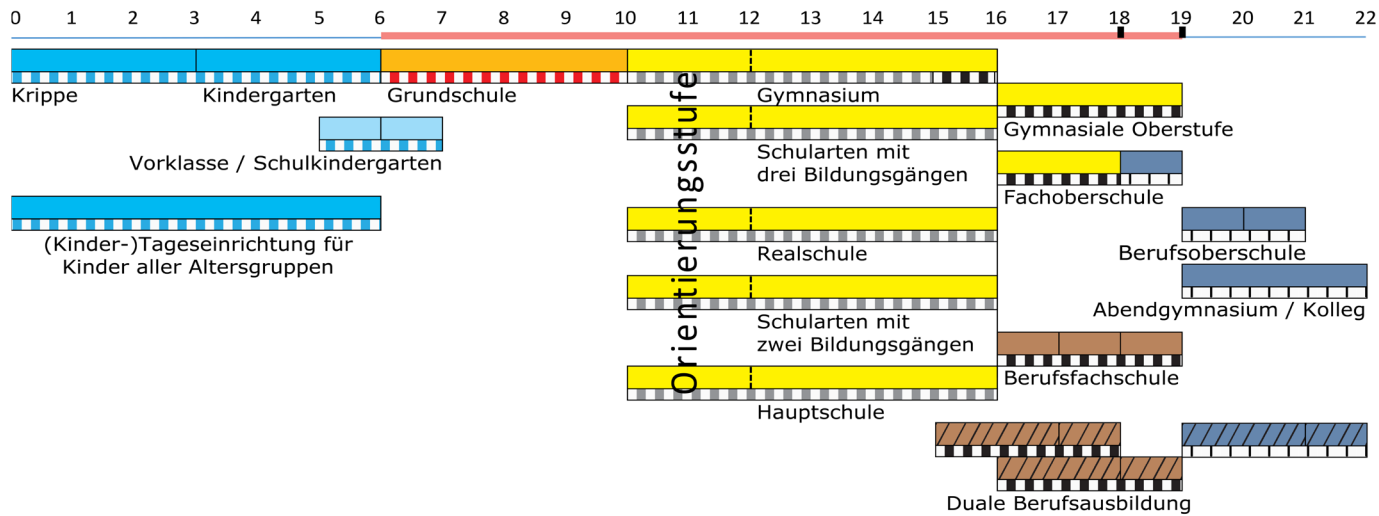 0 1 2 3 4 5 6 7 8 9 10 11 12 13 14 15 16 17 18 19 20 21 22
Krippe
Kindergarten
Grundschule
Orientierungsstufe
Gymnasium
Gymnasiale Oberstufe
Vorklasse / Schulkindergarten
Schularten mit
drei Bildungsgängen
Fachoberschule
(Kinder-)Tageseinrichtung für
Kinder aller Altersgruppen
Realschule
Berufsoberschule
Abendgymnasium / Kolleg
Schularten mit
zwei Bildungsgängen
Berufsfachschule
Hauptschule
Duale Berufsausbildung